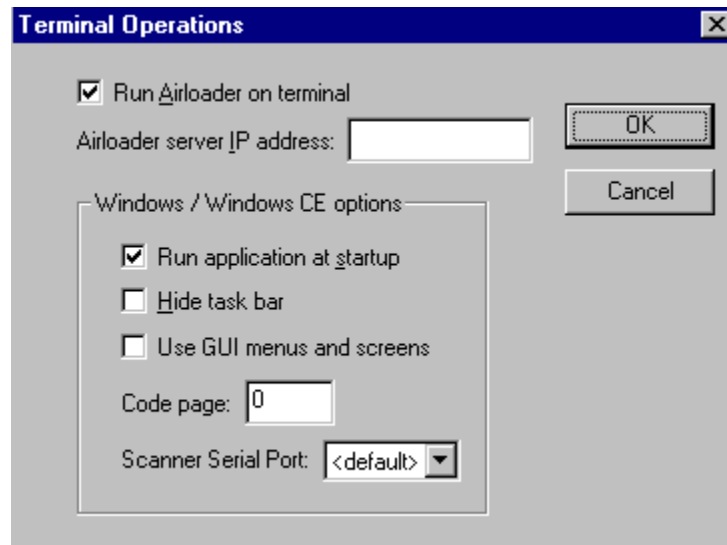 Terminal Operations
Run Airloader on terminal
Airloader server IP address:
OK
Cancel
Windows / Windows CE options
Run application at startup
Hide task bar
Use GUI menus and screens
Code page: 0
Scanner Serial Port: <default>